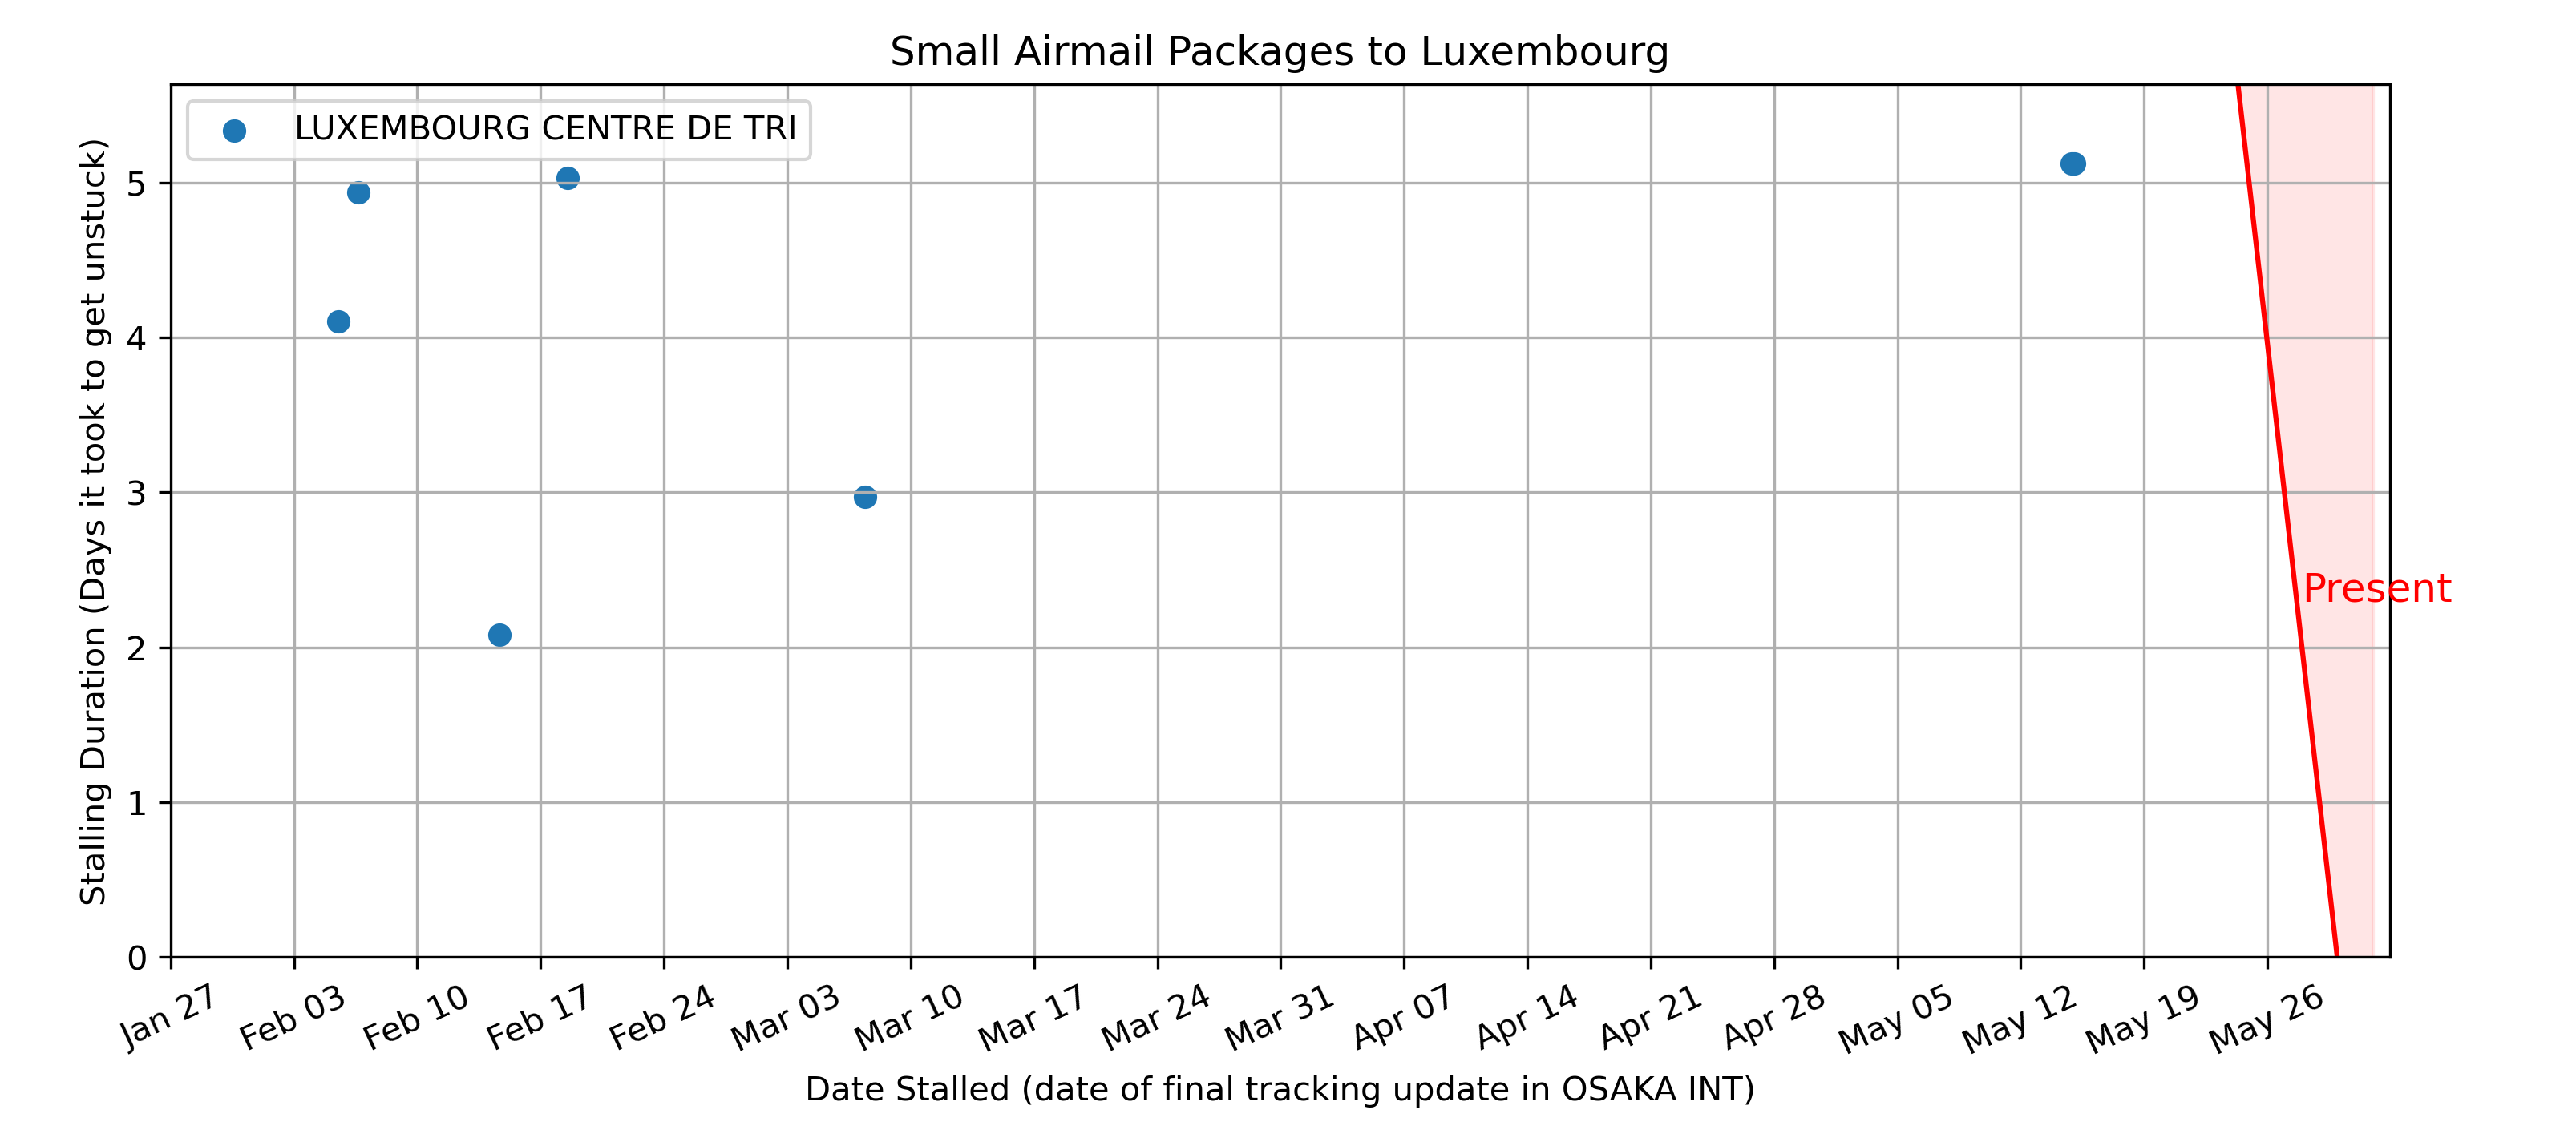 Small Airmail Packages to Luxembourg
LUXEMBOURG CENTRE DE TRI
Stalling Duration (Days it took to get unstuck)
5
4
3
2
1
0
Present
Jan 27
Feb 03
Feb 10
Feb 17
Feb 24
Mar 03
Mar 10
Mar 17
Mar 24
Mar 31
Apr 07
Apr 14
Apr 21
Apr 28
May 05
May 12
May 19
May 26
Date Stalled (date of final tracking update in OSAKA INT)